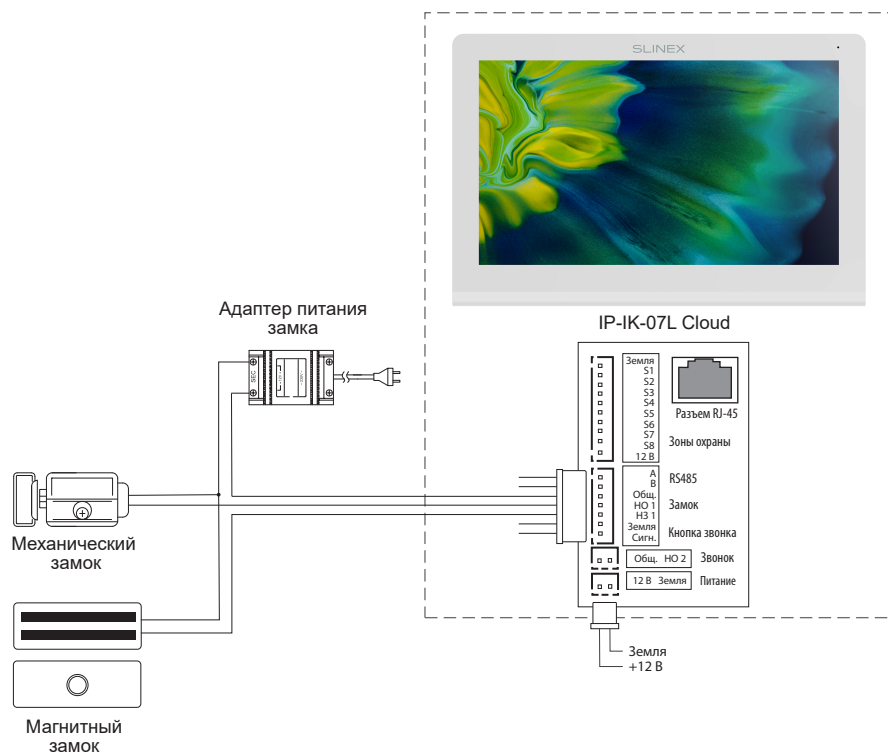 SLINEX
IP-IK-07L Cloud
Адаптер питания
замка
SEC
Земля
S1
S2
S3
S4
S5
S6
S7
S8
12 В
Разъем RJ-45
Зоны охраны
А
В
RS485
Общ.
НО 1
НЗ 1
Замок
Земля
Сигн.
Кнопка звонка
Общ. НО 2
Звонок
12 В Земля
Питание
Земля
+12 В
Механический
замок
Магнитный
замок